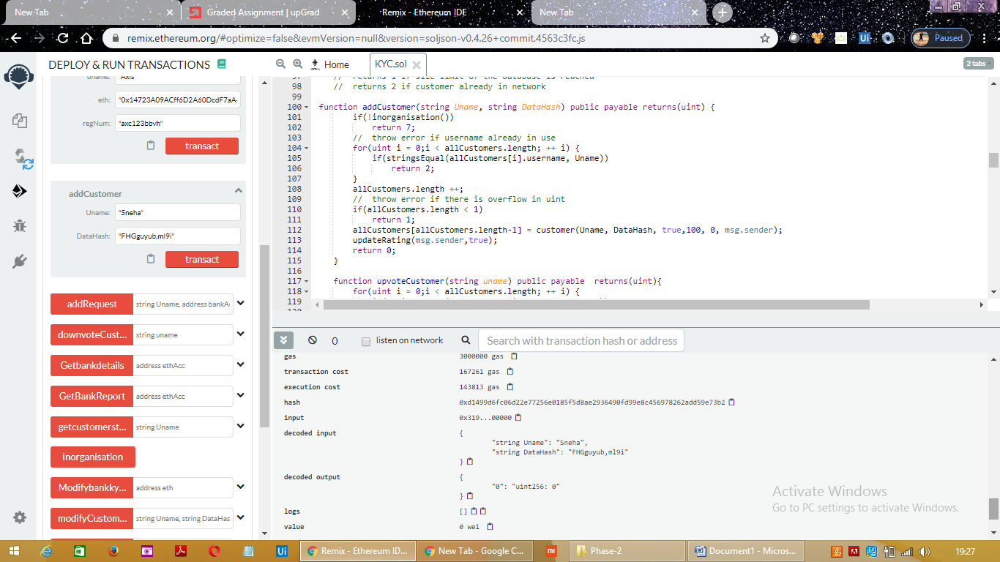 New Tab
Graded Assignment | upGrad
Remix - Ethereum IDE
New Tab
remix.ethereum.org/#optimize=false&evmVersion=null&version=soljson-v0.4.26+commit.4563c3fc.js
Ui
Paused
DEPLOY & RUN TRANSACTIONS
uname: "Axis"
eth: "0x14723A09ACff6D2A60DcdF7aA
regNum: "axc123bbvh"
transact
addCustomer
Uname: "Sneha"
DataHash: "FHGguyub,ml9i"
transact
addRequest string Uname, address bankA
downvoteCust... string uname
Getbankdetails address ethAcc
GetBankReport address ethAcc
getcustomerst... string Uname
inorganisation
Modifybankky... address eth
modifyCustom... string Uname, string DataHas
Home
KYC.sol
2 tabs
97 // returns 1 if size limit of the database is reached
98 // returns 2 if customer already in network
99
100 function addCustomer(string Uname, string DataHash) public payable returns(uint) {
101 if(!inorganisation())
102 return 7;
103 // throw error if username already in use
104 for(uint i = 0;i < allCustomers.length; ++ i) {
105 if(stringsEqual(allCustomers[i].username, Uname))
106 return 2;
107 }
108 allCustomers.length ++;
109 // throw error if there is overflow in uint
110 if(allCustomers.length < 1)
111 return 1;
112 allCustomers[allCustomers.length-1] = customer(Uname, DataHash, true,100, 0, msg.sender);
113 updateRating(msg.sender,true);
114 return 0;
115 }
116
117 function upvoteCustomer(string uname) public payable returns(uint){
118 for(uint i = 0;i < allCustomers.length; ++ i) {
119
0
listen on network
Search with transaction hash or address
gas 3000000 gas
transaction cost 167261 gas
execution cost 143813 gas
hash 0xd1499d6fc06d22e77256e0185f5d8ae2936490fd99e8c456978262add59e73b2
input 0x319...00000
decoded input {
"string Uname": "Sneha",
"string DataHash": "FHGguyub,ml9i"
}
decoded output {
"0": "uint256: 0"
}
logs []
value 0 wei
Activate Windows
Go to PC settings to activate Windows.
Ui
Remix - Ethereum ID...
New Tab - Google C...
Phase-2
Document1 - Micros...
19:27